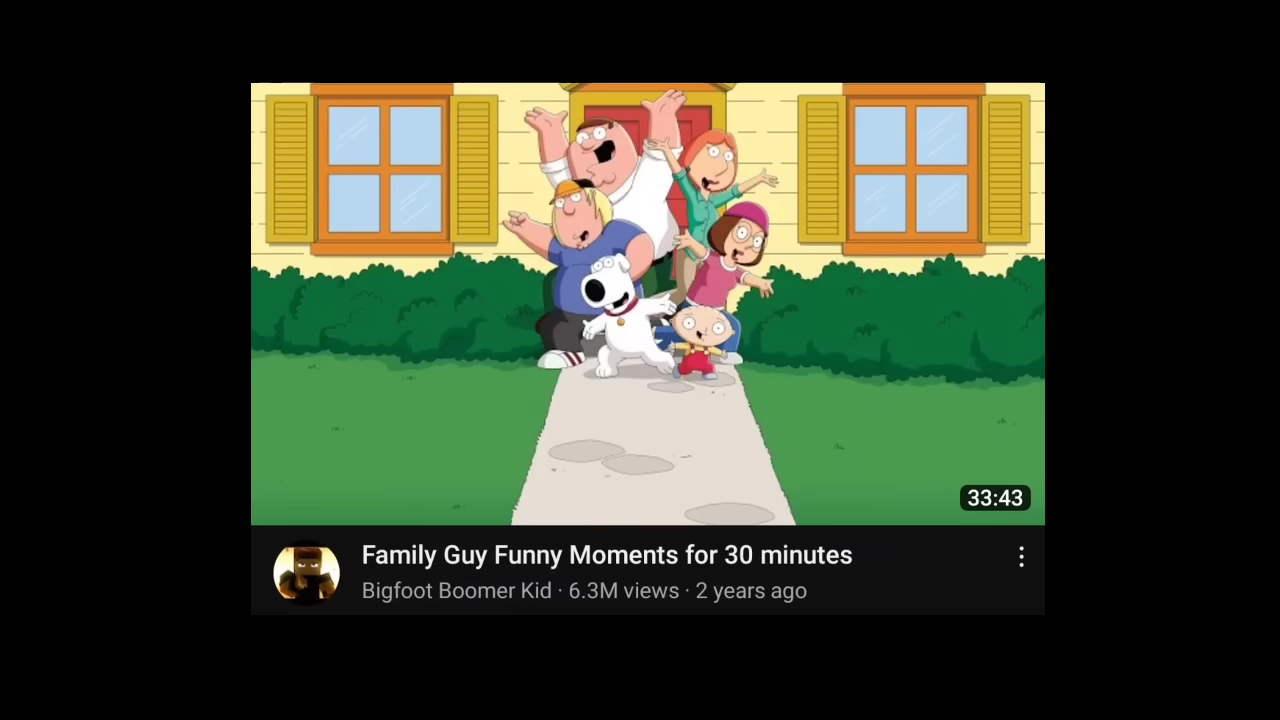 33:43
Family Guy Funny Moments for 30 minutes
Bigfoot Boomer Kid · 6.3M views · 2 years ago